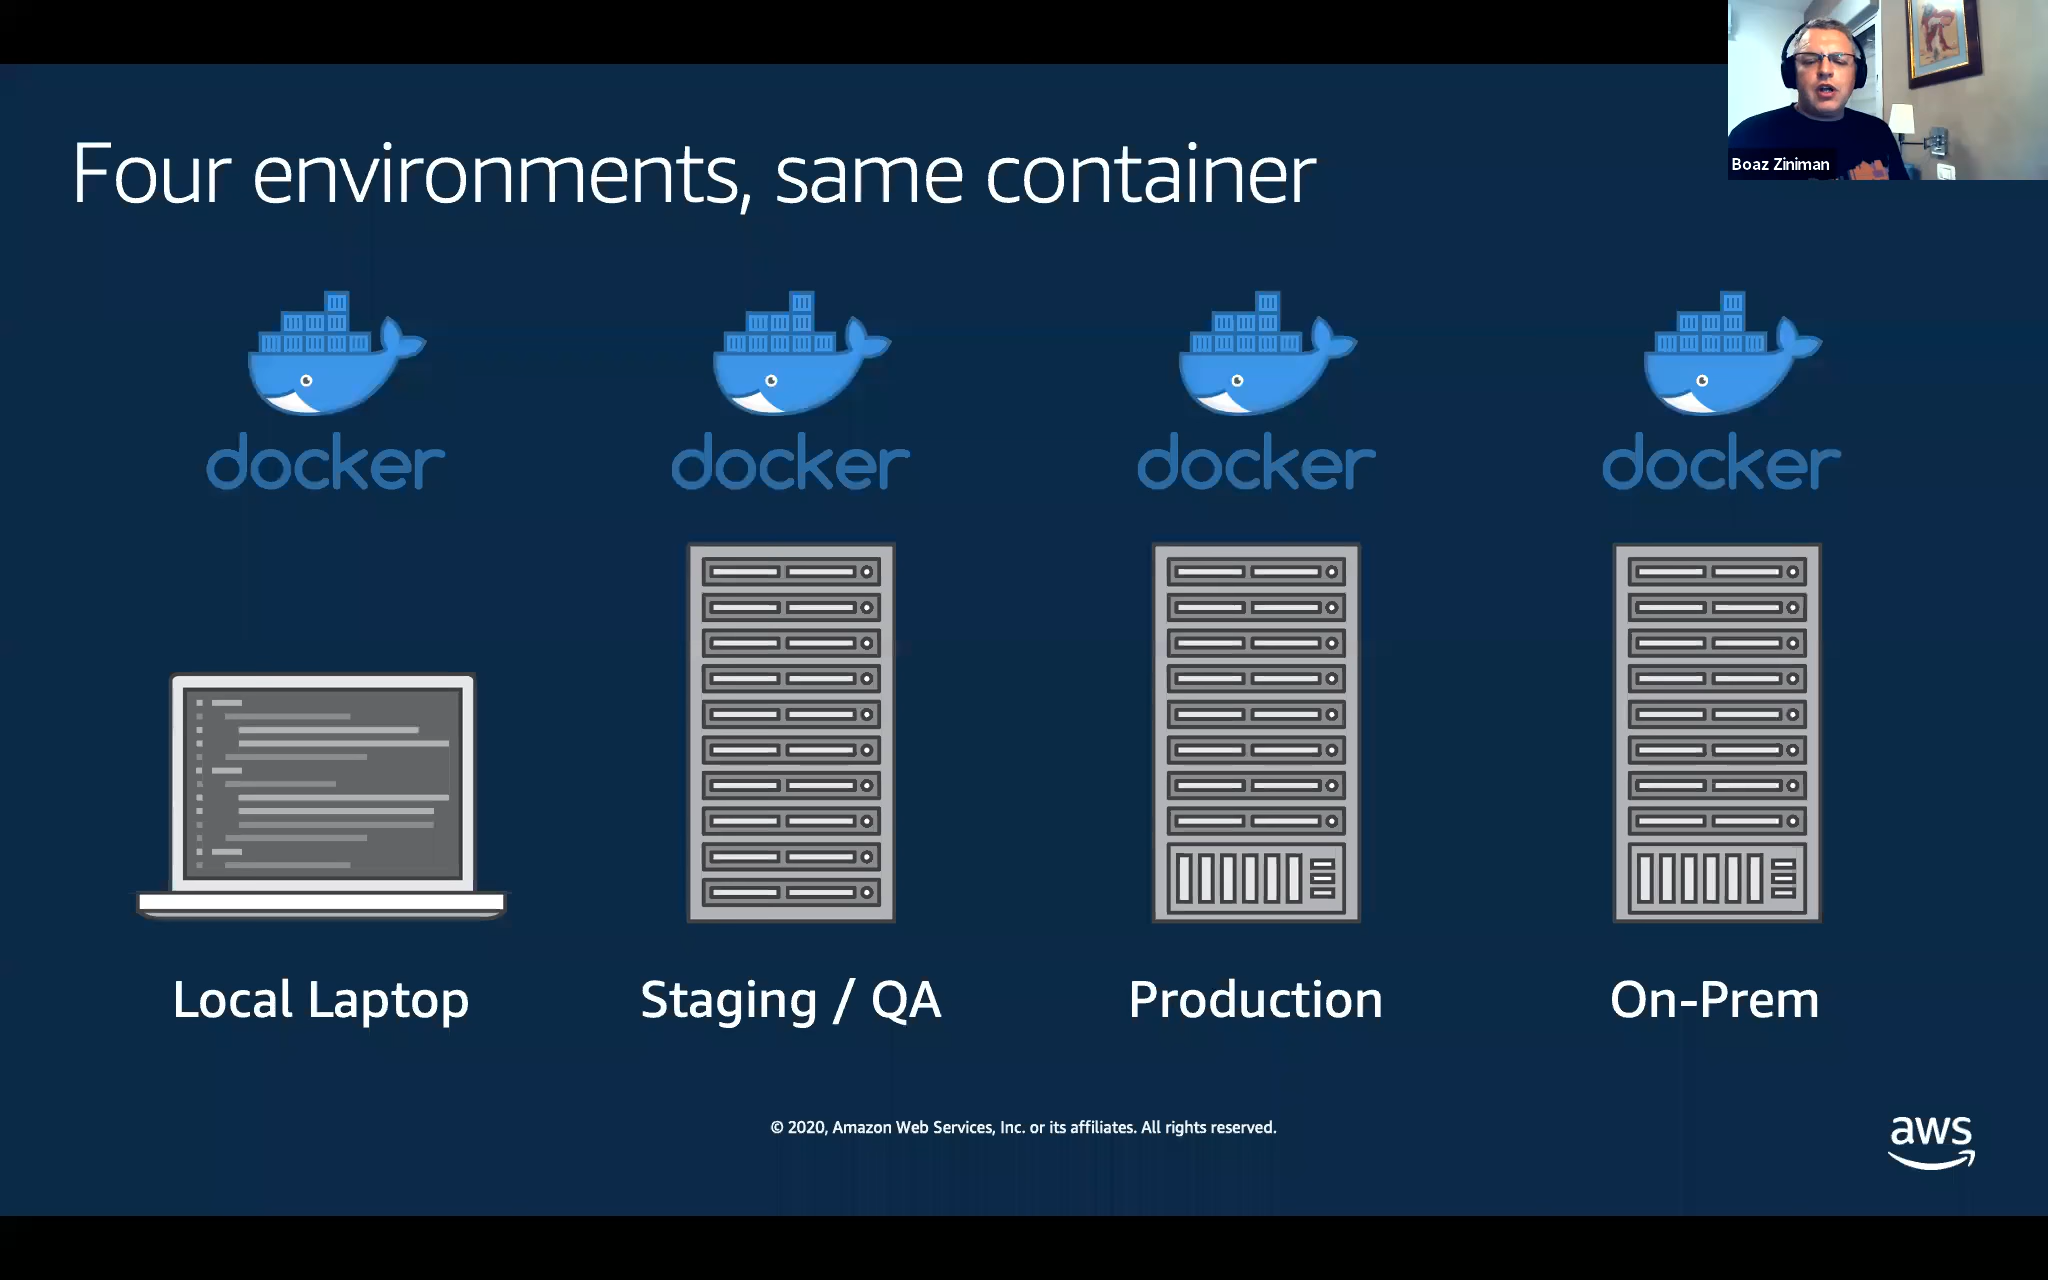 Boaz Ziniman
Four environments, same container
docker docker docker docker
Local Laptop Staging / QA Production On-Prem
© 2020, Amazon Web Services, Inc. or its affiliates. All rights reserved.
aws